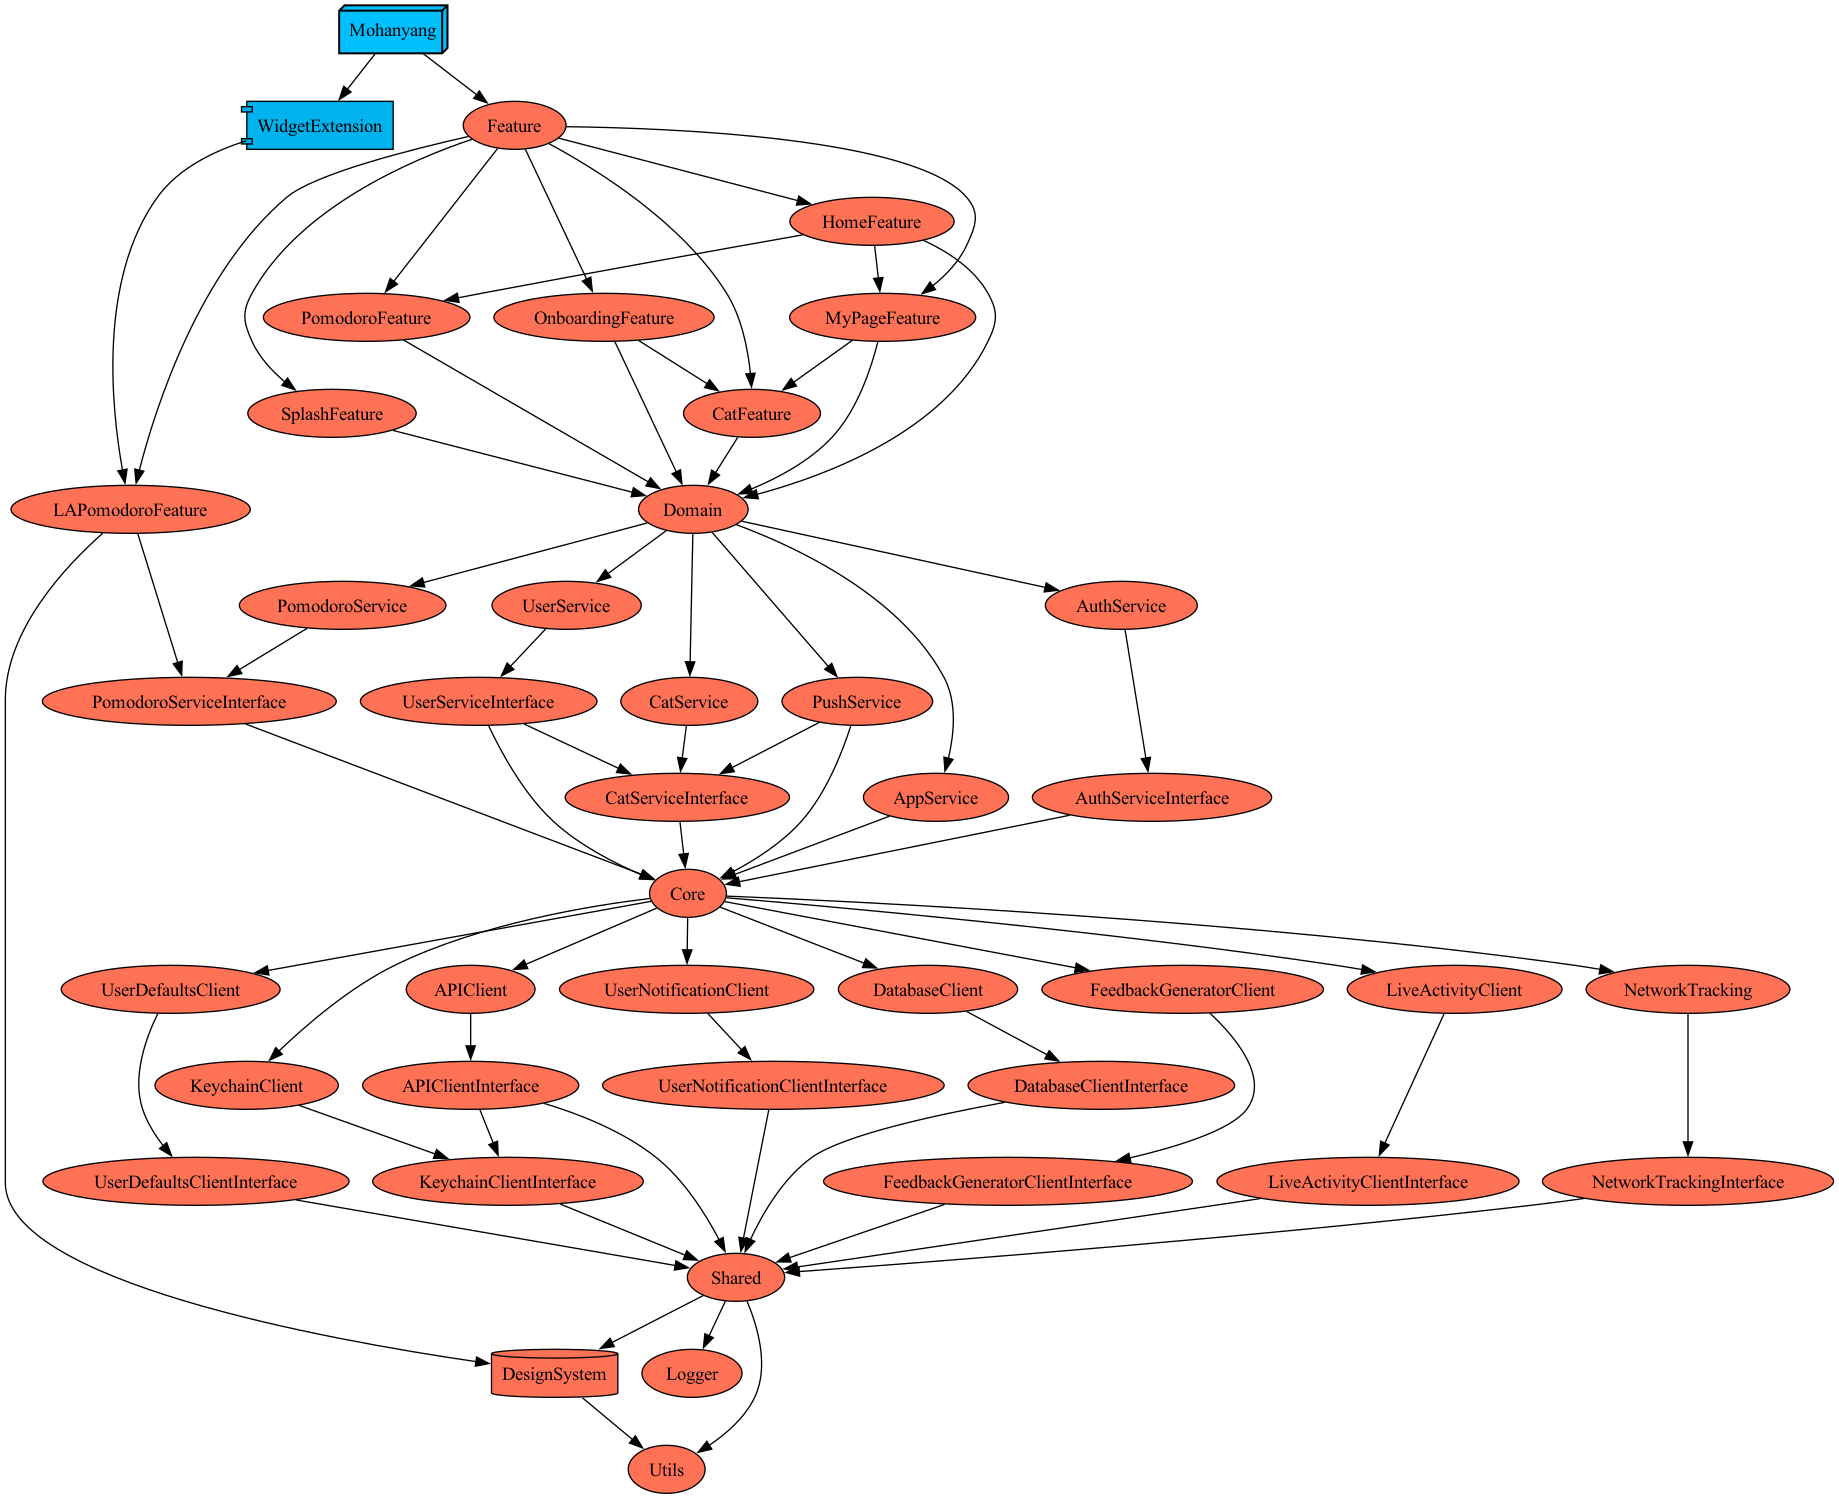 Mohanyang
WidgetExtension
Feature
HomeFeature
PomodoroFeature
OnboardingFeature
MyPageFeature
SplashFeature
CatFeature
LAPomodoroFeature
Domain
PomodoroService
UserService
AuthService
PomodoroServiceInterface
UserServiceInterface
CatService
PushService
CatServiceInterface
AppService
AuthServiceInterface
Core
UserDefaultsClient
APIClient
UserNotificationClient
DatabaseClient
FeedbackGeneratorClient
LiveActivityClient
NetworkTracking
KeychainClient
APIClientInterface
UserNotificationClientInterface
DatabaseClientInterface
UserDefaultsClientInterface
KeychainClientInterface
FeedbackGeneratorClientInterface
LiveActivityClientInterface
NetworkTrackingInterface
Shared
DesignSystem
Logger
Utils